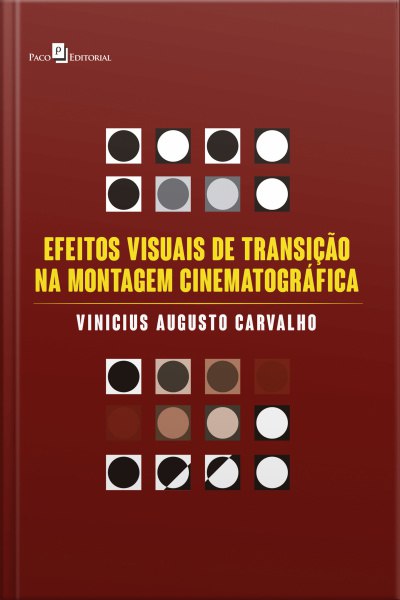 PACO EDITORIAL
P
EFEITOS VISUAIS DE TRANSIÇÃO
NA MONTAGEM CINEMATOGRÁFICA
VINICIUS AUGUSTO CARVALHO